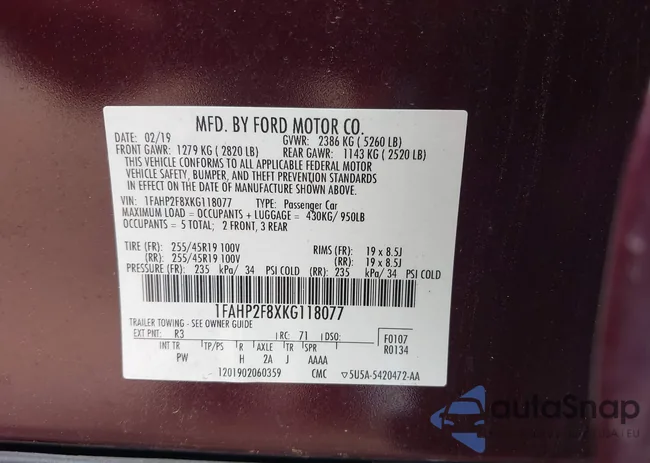 MFD. BY FORD MOTOR CO.
DATE: 02/19 GVWR: 2386 KG ( 5260 LB)
FRONT GAWR: 1279 KG ( 2820 LB) REAR GAWR: 1143 KG ( 2520 LB)
THIS VEHICLE CONFORMS TO ALL APPLICABLE FEDERAL MOTOR
VEHICLE SAFETY, BUMPER, AND THEFT PREVENTION STANDARDS
IN EFFECT ON THE DATE OF MANUFACTURE SHOWN ABOVE.
VIN: 1FAHP2F8XKG118077 TYPE: Passenger Car
MAXIMUM LOAD = OCCUPANTS + LUGGAGE = 430KG/ 950LB
OCCUPANTS = 5 TOTAL; 2 FRONT, 3 REAR
TIRE (FR): 255/45R19 100V RIMS (FR): 19 x 8.5J
(RR): 255/45R19 100V (RR): 19 x 8.5J
PRESSURE (FR): 235 kPa/ 34 PSI COLD (RR): 235 kPa/34 PSI COLD
1FAHP2F8XKG118077
TRAILER TOWING - SEE OWNER GUIDE
EXT PNT: R3 RC: 71 DSO: F0107
INT TR TP/PS R AXLE TR SPR R0134
PW H 2A J AAAA
1201902060359 CMC ▽5U5A-5420472-AA
autoSnap